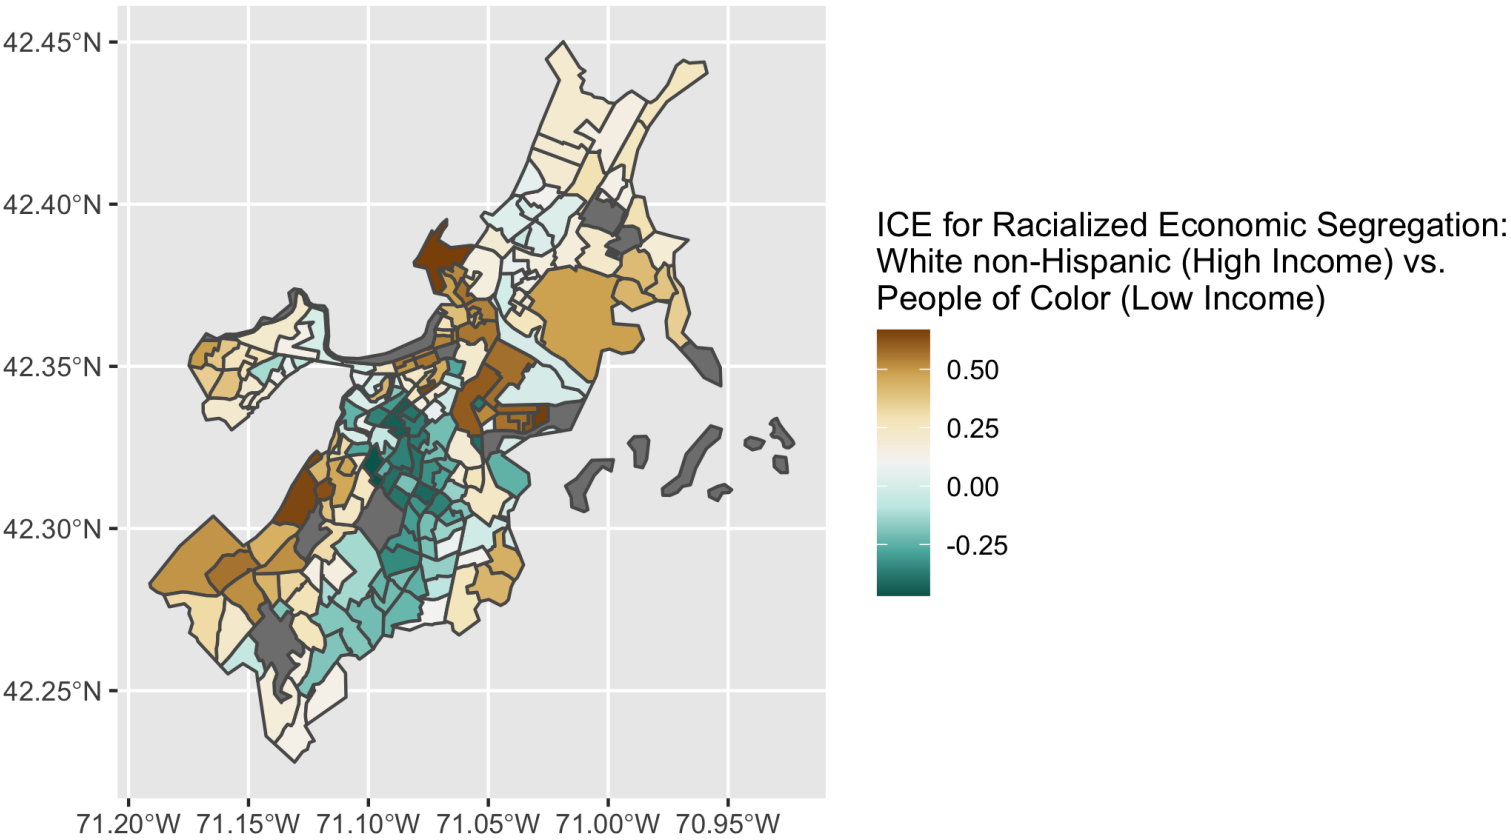 42.45°N
42.40°N
42.35°N
42.30°N
42.25°N
71.20°W 71.15°W 71.10°W 71.05°W 71.00°W 70.95°W
ICE for Racialized Economic Segregation:
White non-Hispanic (High Income) vs.
People of Color (Low Income)
0.50
0.25
0.00
-0.25